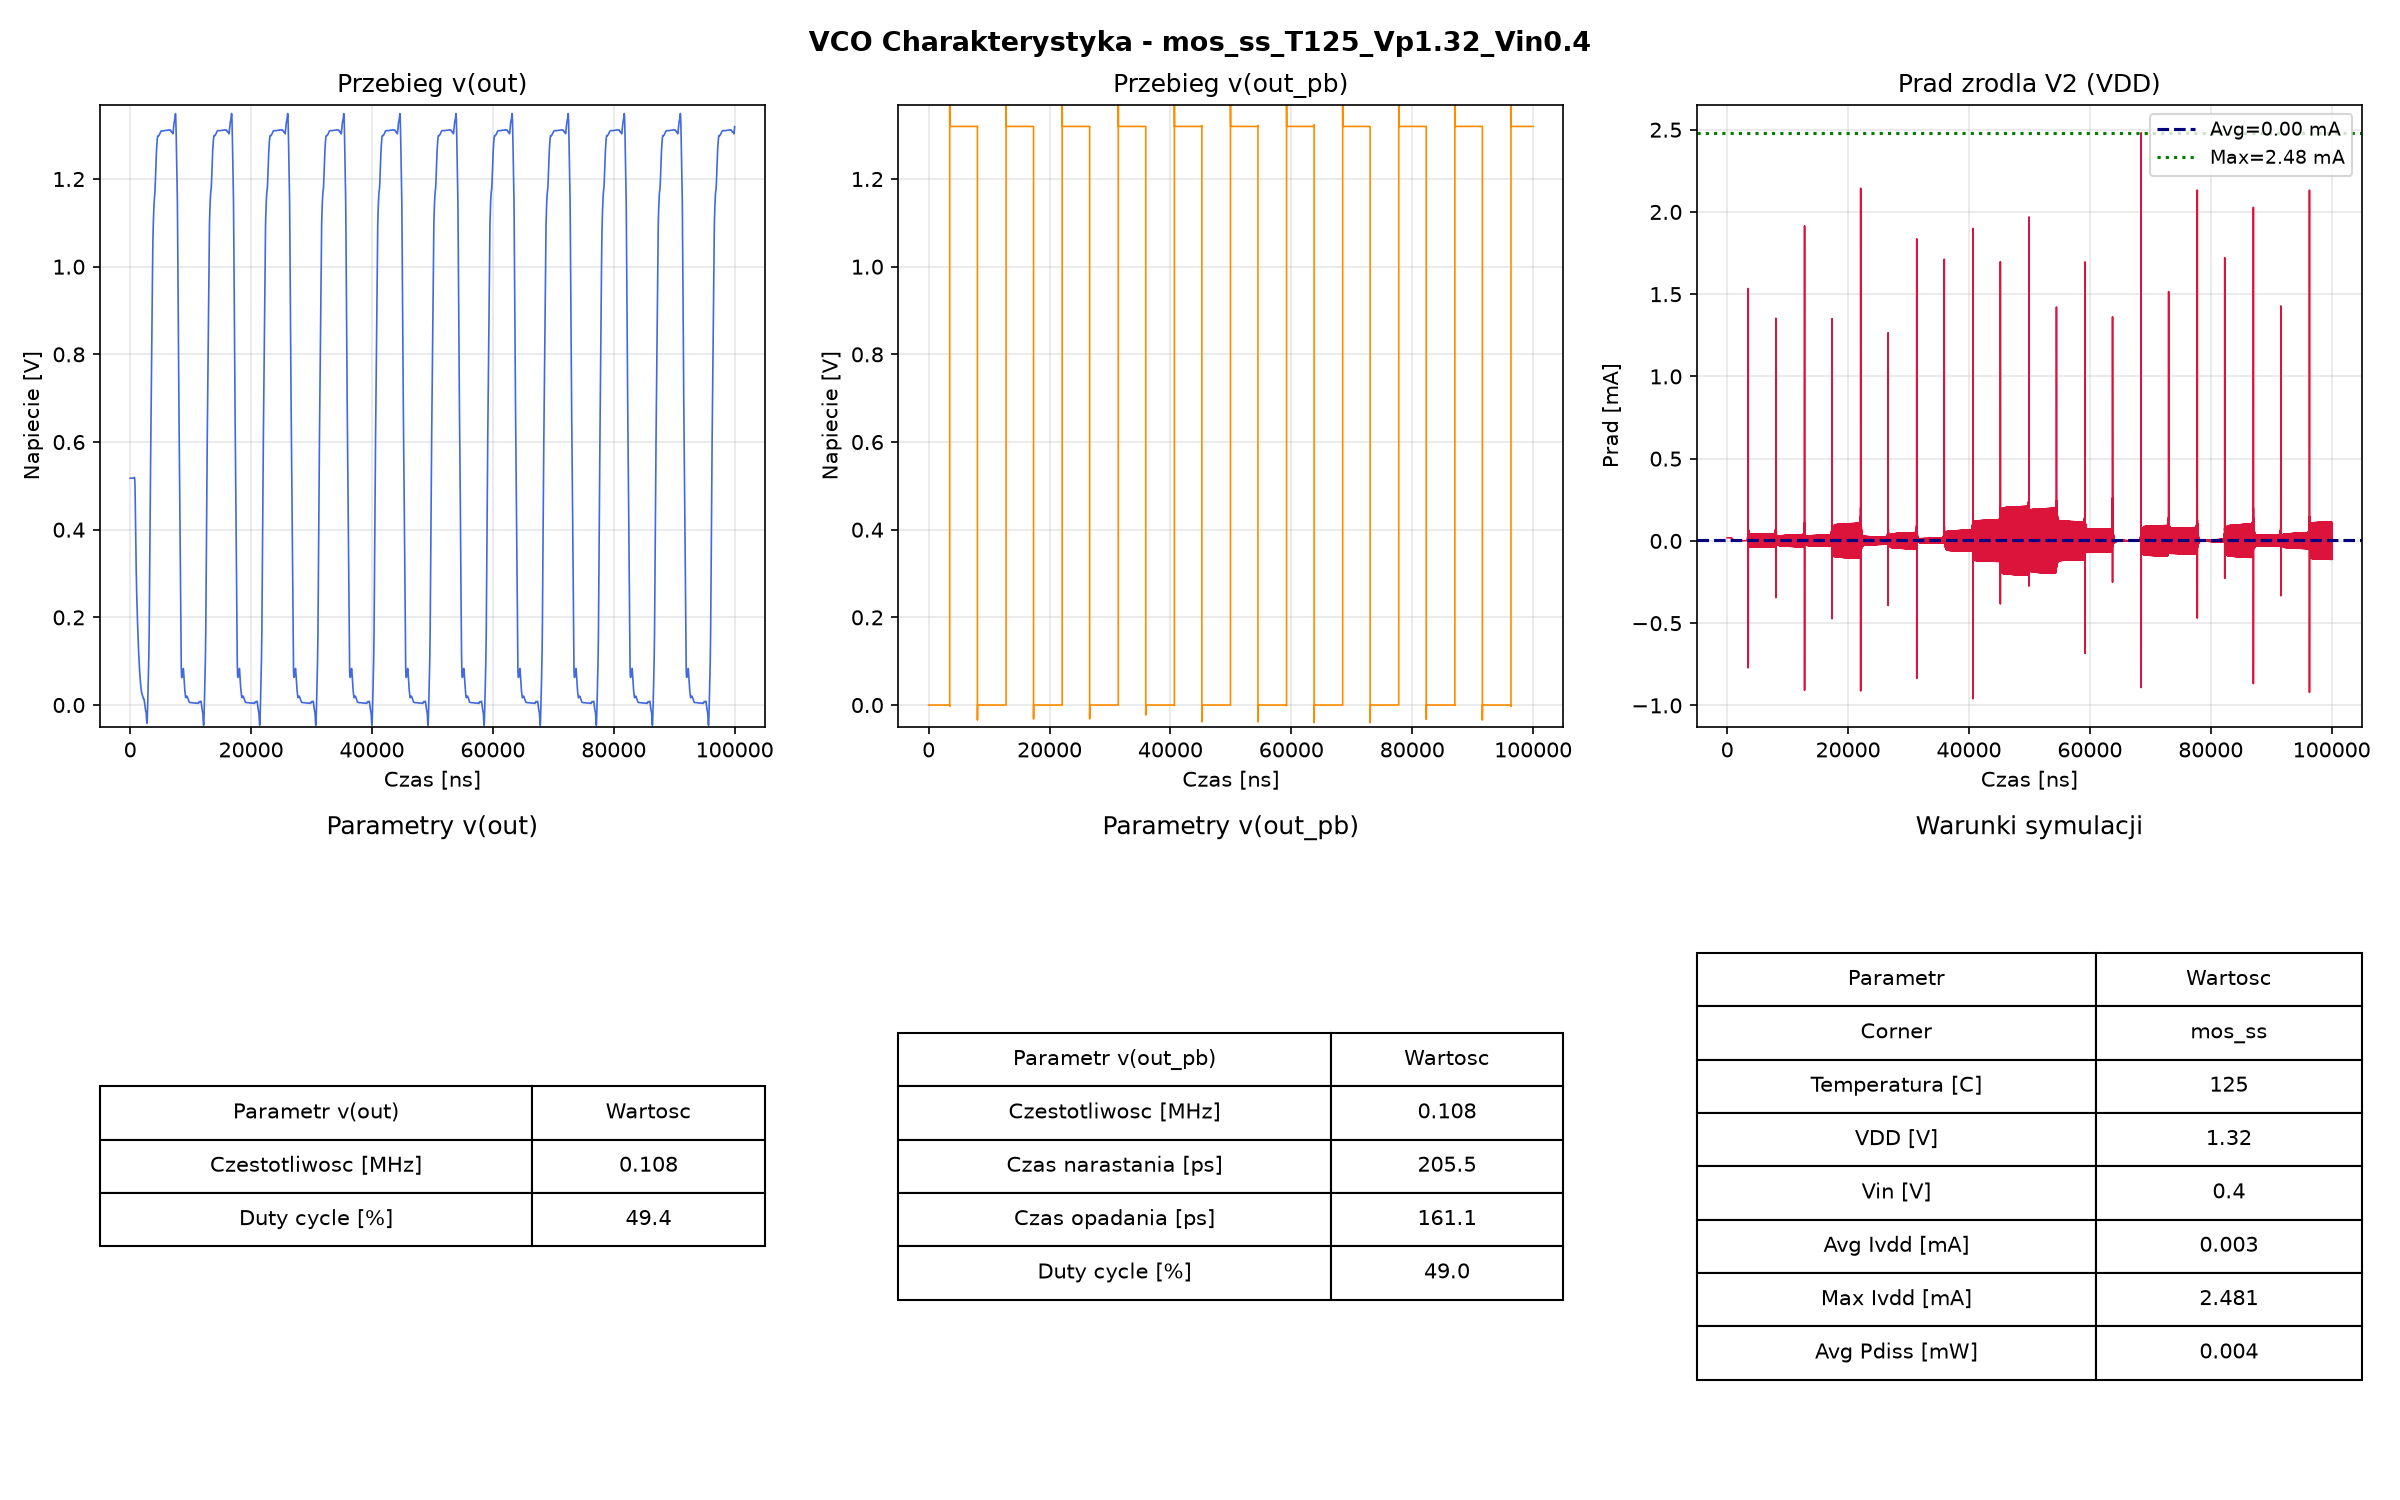 VCO Charakterystyka - mos_ss_T125_Vp1.32_Vin0.4
Przebieg v(out)
Napiecie [V]
1.2
1.0
0.8
0.6
0.4
0.2
0.0
0 20000 40000 60000 80000 100000
Czas [ns]
Przebieg v(out_pb)
Napiecie [V]
1.2
1.0
0.8
0.6
0.4
0.2
0.0
0 20000 40000 60000 80000 100000
Czas [ns]
Prad zrodla V2 (VDD)
Avg=0.00 mA
Max=2.48 mA
Prad [mA]
2.5
2.0
1.5
1.0
0.5
0.0
−0.5
−1.0
0 20000 40000 60000 80000 100000
Czas [ns]
Parametry v(out)
Parametr v(out) Wartosc
Czestotliwosc [MHz] 0.108
Duty cycle [%] 49.4
Parametry v(out_pb)
Parametr v(out_pb) Wartosc
Czestotliwosc [MHz] 0.108
Czas narastania [ps] 205.5
Czas opadania [ps] 161.1
Duty cycle [%] 49.0
Warunki symulacji
Parametr Wartosc
Corner mos_ss
Temperatura [C] 125
VDD [V] 1.32
Vin [V] 0.4
Avg Ivdd [mA] 0.003
Max Ivdd [mA] 2.481
Avg Pdiss [mW] 0.004